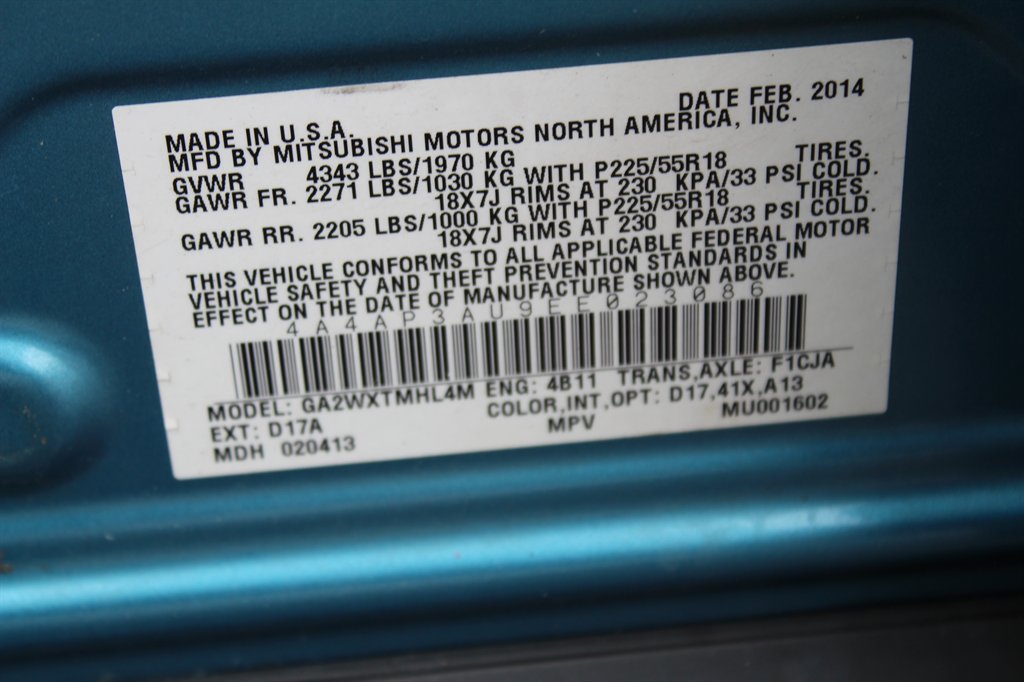 DATE FEB. 2014
MADE IN U.S.A.
MFD BY MITSUBISHI MOTORS NORTH AMERICA, INC.
GVWR 4343 LBS/1970 KG
GAWR FR. 2271 LBS/1030 KG WITH P225/55R18 TIRES.
18X7J RIMS AT 230 KPA/33 PSI COLD.
GAWR RR. 2205 LBS/1000 KG WITH P225/55R18 TIRES.
18X7J RIMS AT 230 KPA/33 PSI COLD.
THIS VEHICLE CONFORMS TO ALL APPLICABLE FEDERAL MOTOR
VEHICLE SAFETY AND THEFT PREVENTION STANDARDS IN
EFFECT ON THE DATE OF MANUFACTURE SHOWN ABOVE.
4A4AP3AU9EE023086
MODEL: GA2WXTMHL4M ENG: 4B11 TRANS,AXLE: F1CJA
EXT: D17A COLOR,INT,OPT: D17,41X,A13
MDH 020413 MPV MU001602